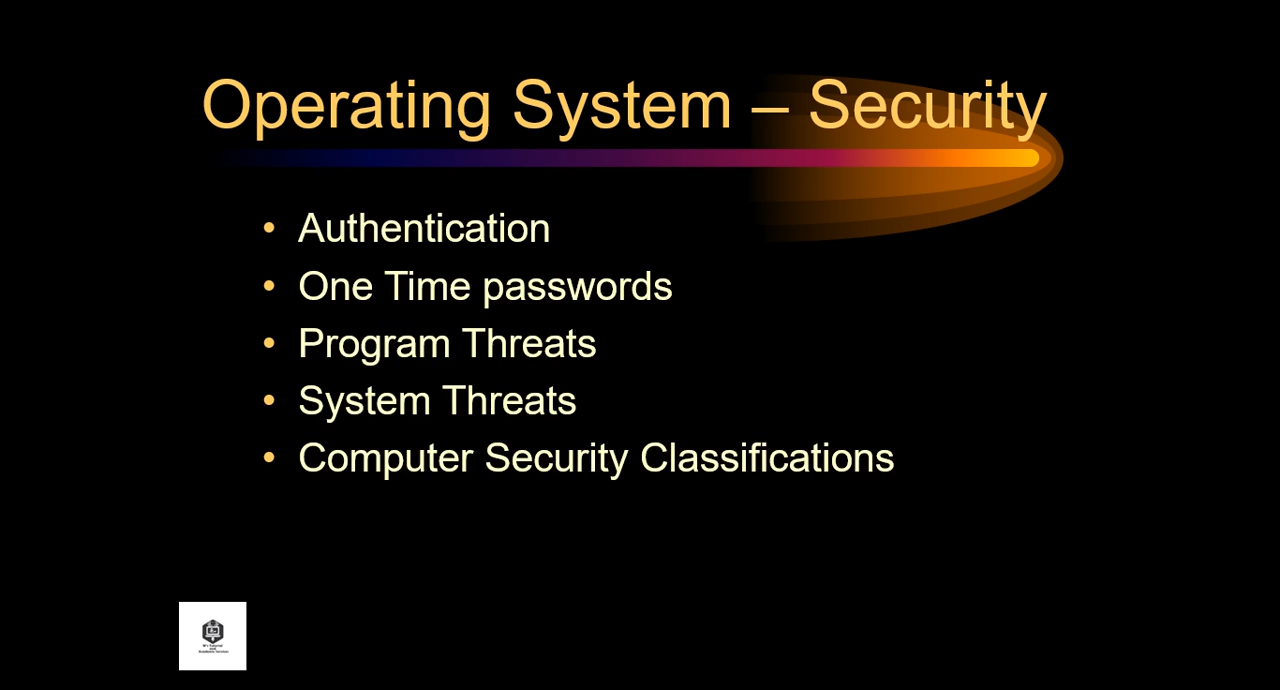 Operating System – Security
• Authentication
• One Time passwords
• Program Threats
• System Threats
• Computer Security Classifications